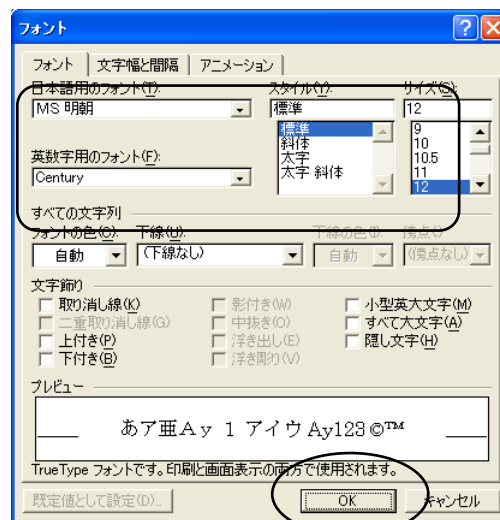 フォント
フォント 文字幅と間隔 アニメーション
日本語用のフォント(T): スタイル(Y): サイズ(S):
MS 明朝 標準 12
標準 9
斜体 10
太字 10.5
太字 斜体 11
12
英数字用のフォント(F):
Century
すべての文字列
フォントの色(O): 下線(U): 下線の色(I): 傍点(:)
自動 (下線なし) 自動 (傍点なし)
文字飾り
取り消し線(K) 影付き(W) 小型英大文字(M)
二重取り消し線(G) 中抜き(O) すべて大文字(A)
上付き(P) 浮き出し(E) 隠し文字(H)
下付き(B) 浮き彫り(V)
プレビュー
あア亜Ay 1 アイウ Ay123©™
TrueType フォントです。印刷と画面表示の両方で使用されます。
既定値として設定(D)... OK キャンセル